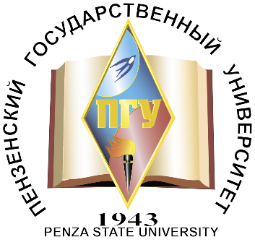 ПЕНЗЕНСКИЙ ГОСУДАРСТВЕННЫЙ УНИВЕРСИТЕТ
ПГУ
1943
PENZA STATE UNIVERSITY